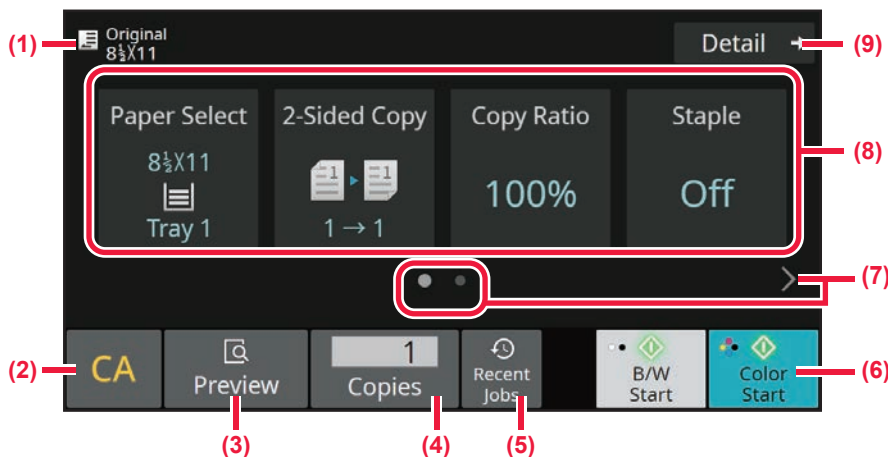 (1)
Original
8½X11
Detail
(9)
Paper Select
8½X11
Tray 1
2-Sided Copy
1
1
1 → 1
Copy Ratio
100%
Staple
Off
(8)
(7)
(2)
CA
Preview
1
Copies
Recent
Jobs
B/W
Start
Color
Start
(6)
(3)
(4)
(5)